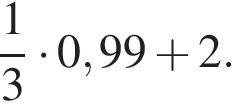 1/3 · 0,99 + 2.